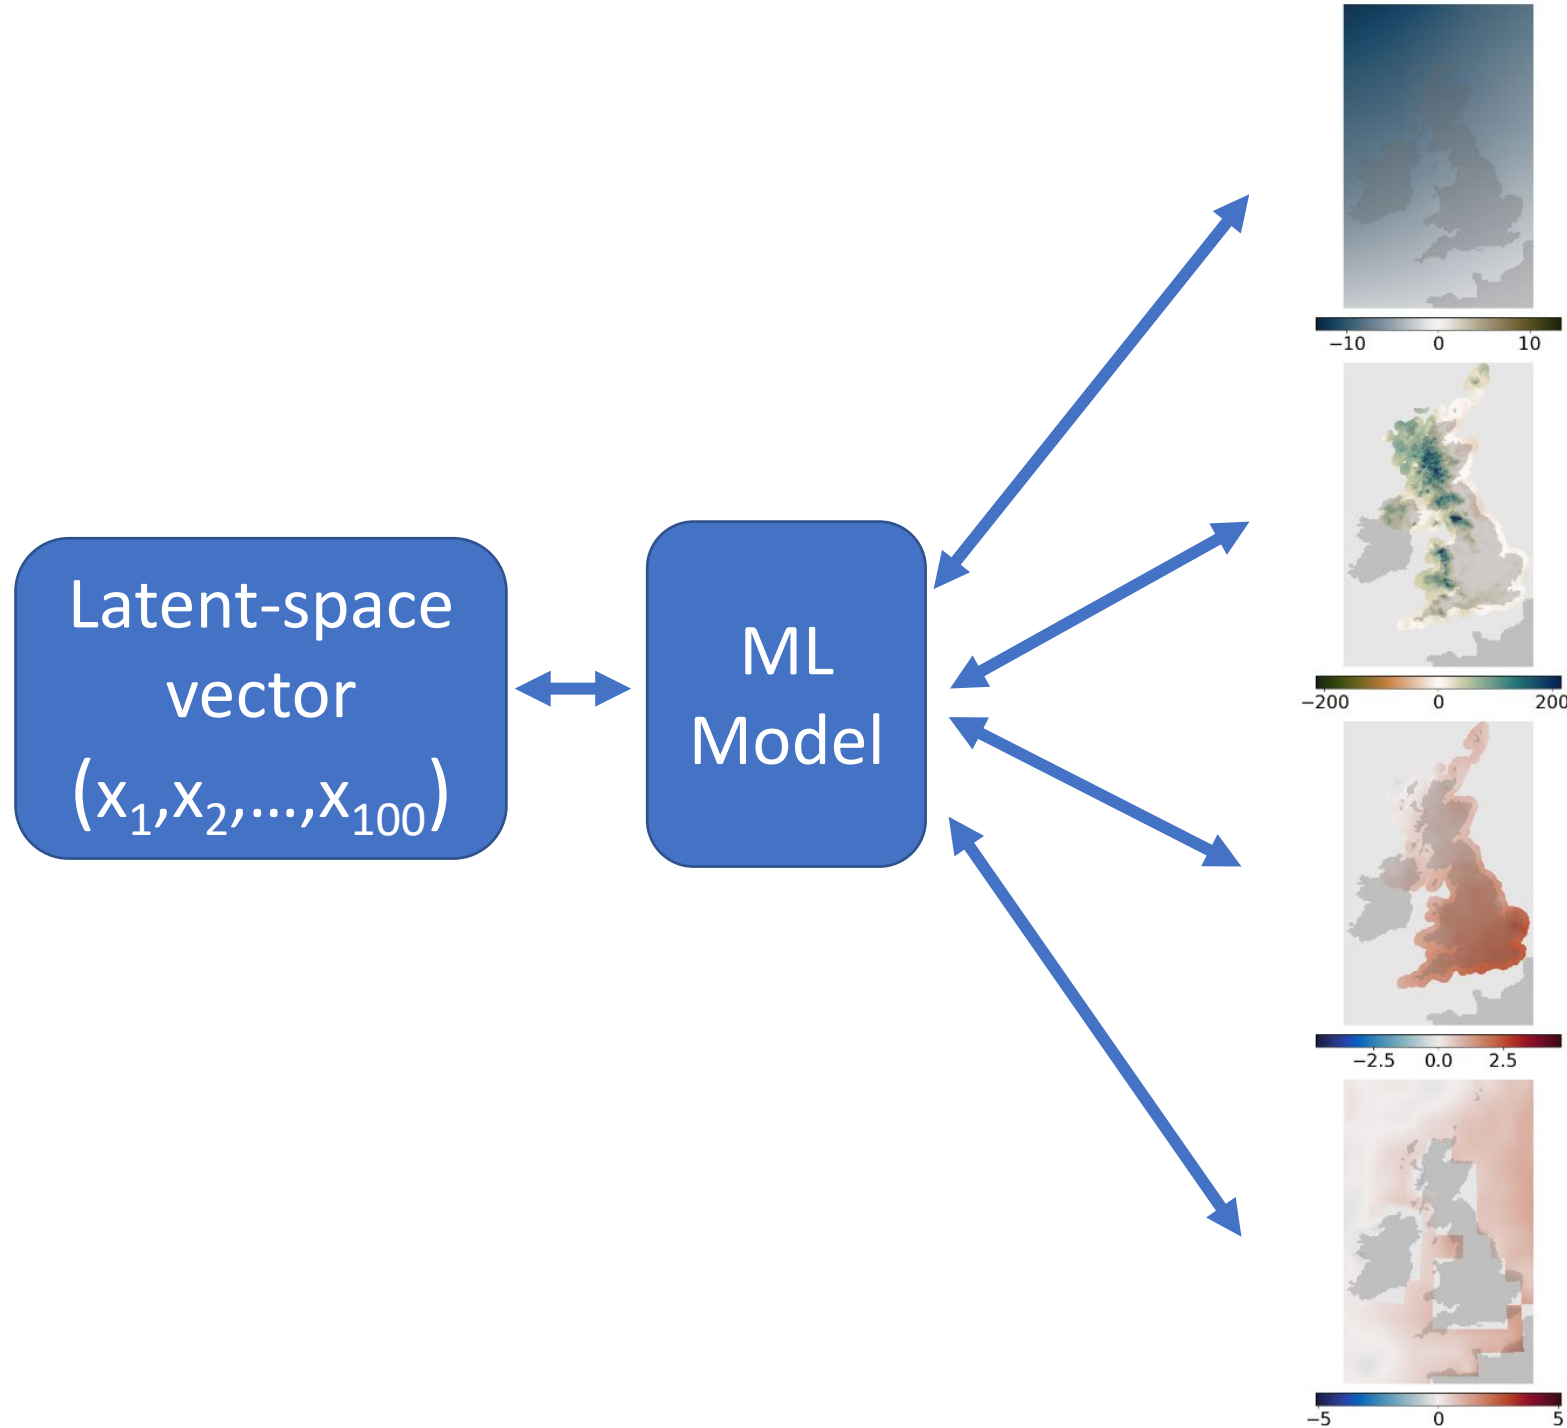 Latent-space
vector
(x₁,x₂,...,x₁₀₀)
ML
Model
−10 0 10
−200 0 200
−2.5 0.0 2.5
−5 0 5